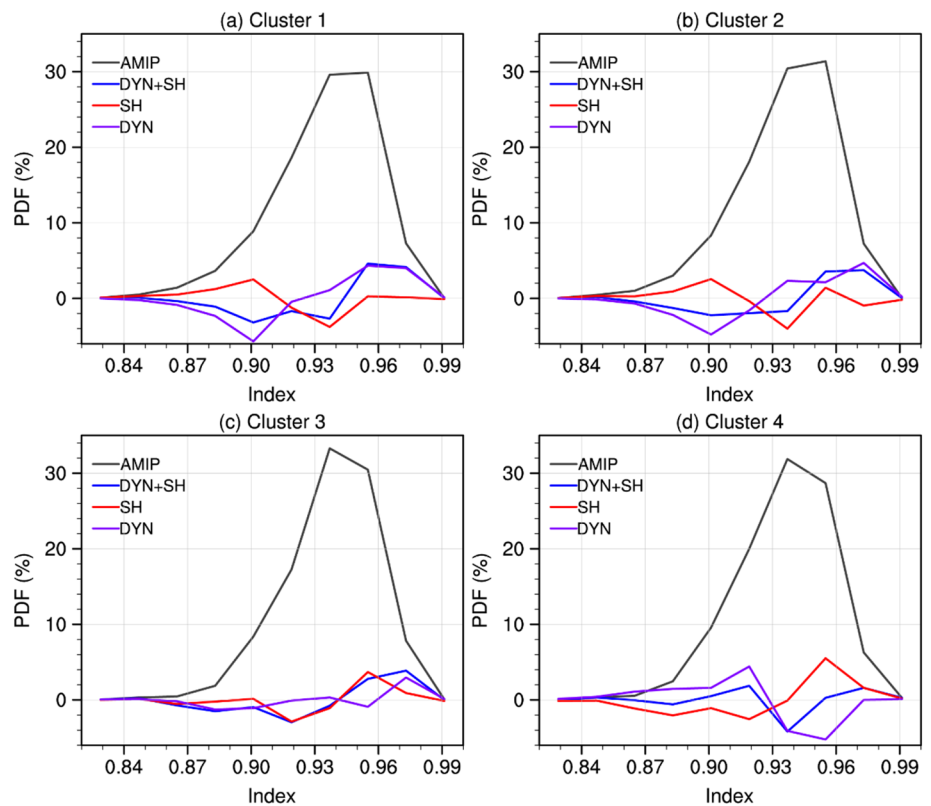 (a) Cluster 1
AMIP
DYN+SH
SH
DYN
30
20
10
0
PDF (%)
0.84 0.87 0.90 0.93 0.96 0.99
Index
(b) Cluster 2
AMIP
DYN+SH
SH
DYN
30
20
10
0
PDF (%)
0.84 0.87 0.90 0.93 0.96 0.99
Index
(c) Cluster 3
AMIP
DYN+SH
SH
DYN
30
20
10
0
PDF (%)
0.84 0.87 0.90 0.93 0.96 0.99
Index
(d) Cluster 4
AMIP
DYN+SH
SH
DYN
30
20
10
0
PDF (%)
0.84 0.87 0.90 0.93 0.96 0.99
Index